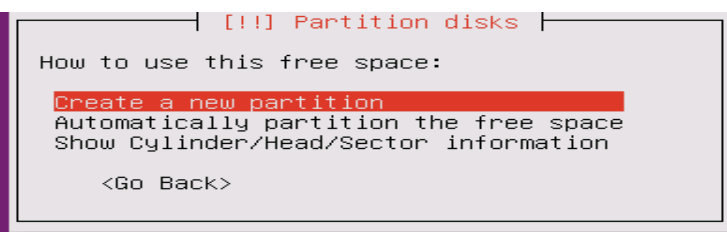 [!!] Partition disks
How to use this free space:
Create a new partition
Automatically partition the free space
Show Cylinder/Head/Sector information
<Go Back>